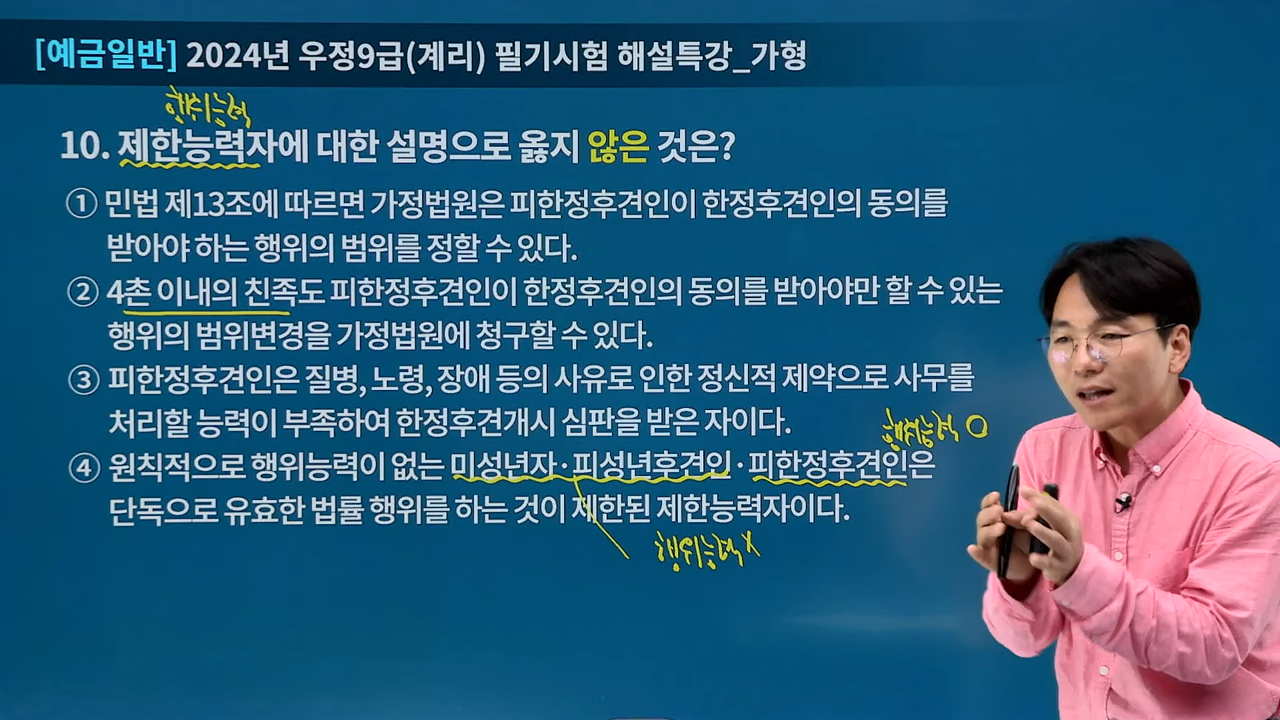 [예금일반] 2024년 우정9급(계리) 필기시험 해설특강_가형
행위능력
10. 제한능력자에 대한 설명으로 옳지 않은 것은?
① 민법 제13조에 따르면 가정법원은 피한정후견인이 한정후견인의 동의를
받아야 하는 행위의 범위를 정할 수 있다.
② 4촌 이내의 친족도 피한정후견인이 한정후견인의 동의를 받아야만 할 수 있는
행위의 범위변경을 가정법원에 청구할 수 있다.
③ 피한정후견인은 질병, 노령, 장애 등의 사유로 인한 정신적 제약으로 사무를
처리할 능력이 부족하여 한정후견개시 심판을 받은 자이다.
행위능력 O
④ 원칙적으로 행위능력이 없는 미성년자·피성년후견인·피한정후견인은
단독으로 유효한 법률 행위를 하는 것이 제한된 제한능력자이다.
행위능력 X